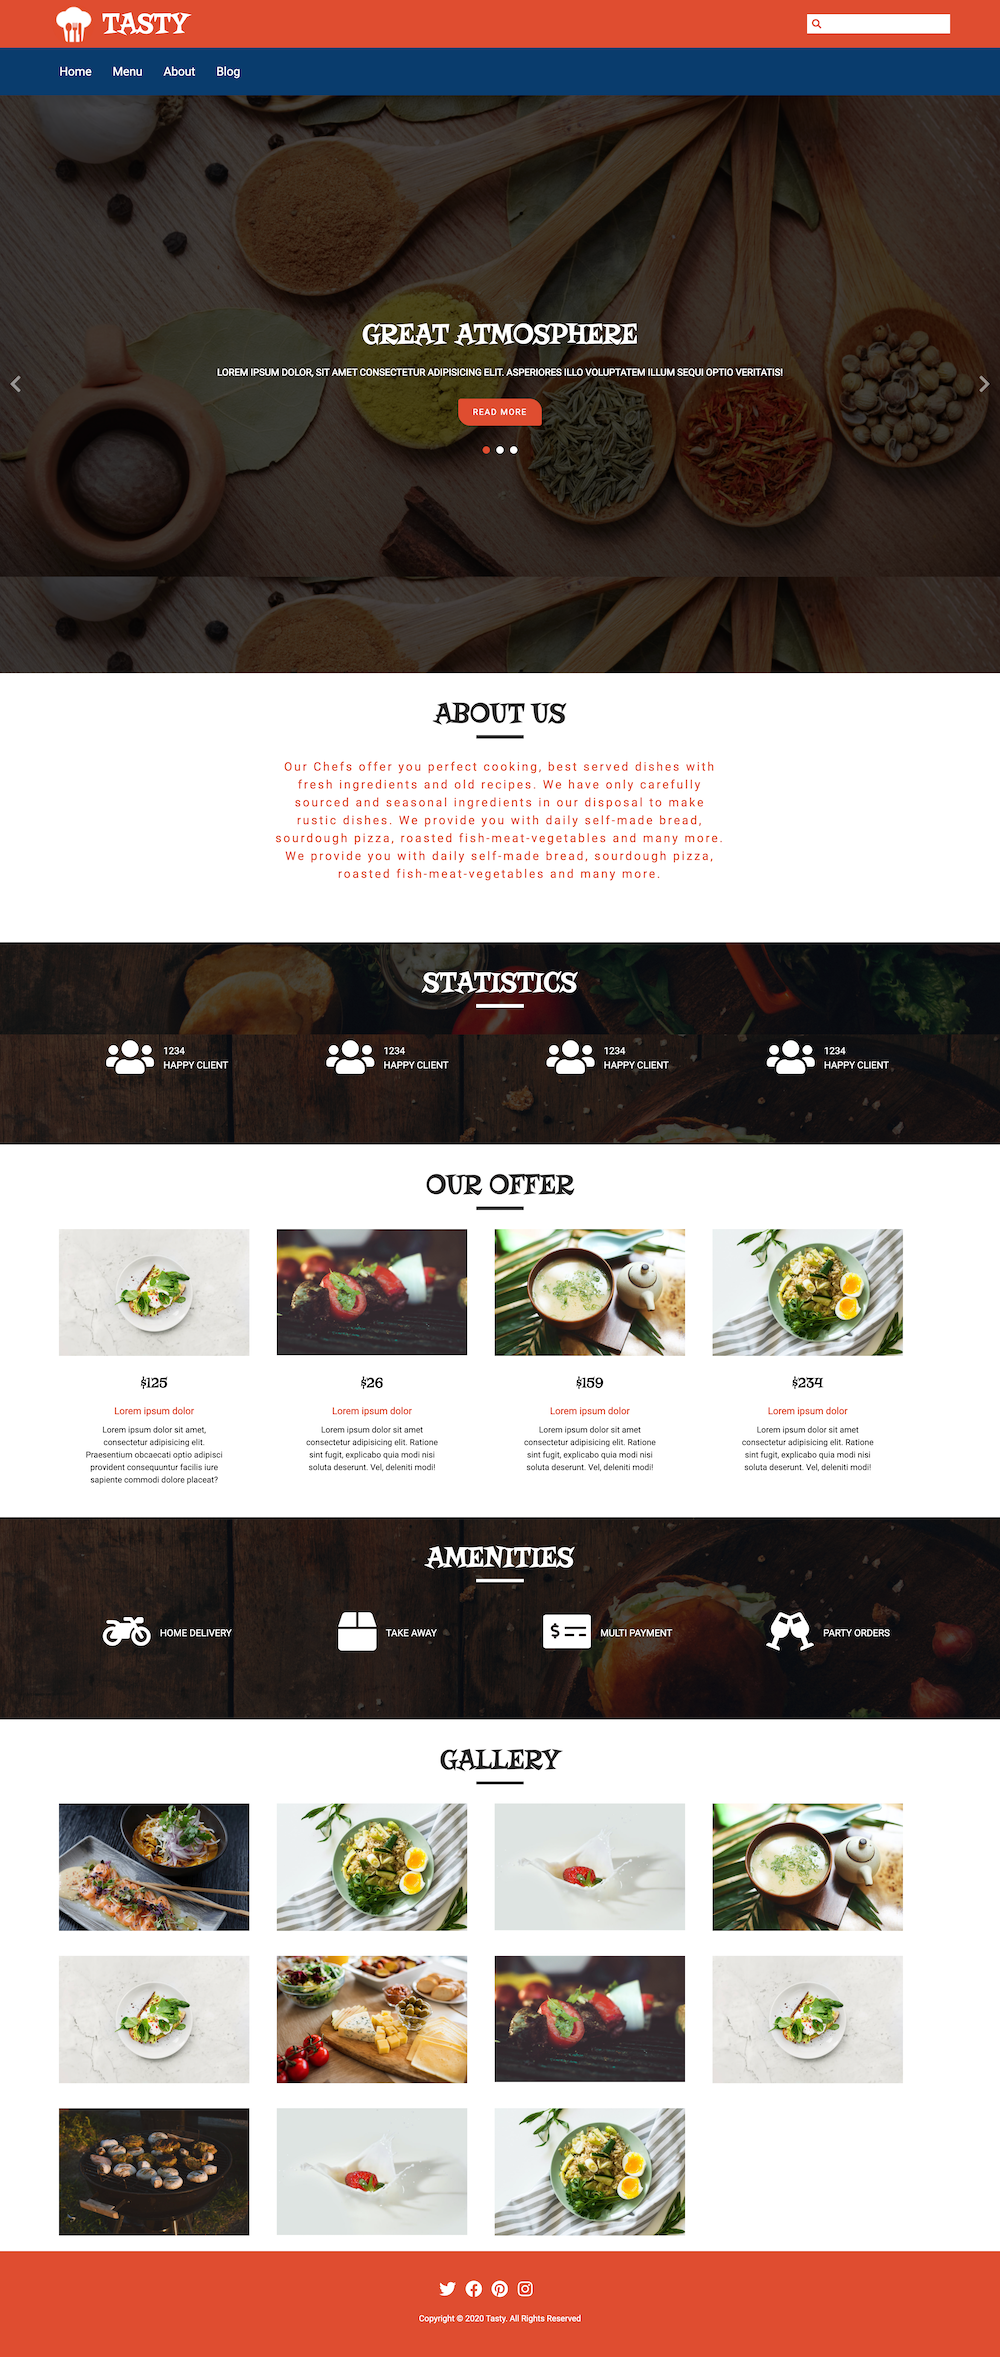 TASTY
Home Menu About Blog
GREAT ATMOSPHERE
LOREM IPSUM DOLOR, SIT AMET CONSECTETUR ADIPISICING ELIT. ASPERIORES ILLO VOLUPTATEM ILLUM SEQUI OPTIO VERITATIS!
READ MORE
ABOUT US
Our Chefs offer you perfect cooking, best served dishes with
fresh ingredients and old recipes. We have only carefully
sourced and seasonal ingredients in our disposal to make
rustic dishes. We provide you with daily self-made bread,
sourdough pizza, roasted fish-meat-vegetables and many more.
We provide you with daily self-made bread, sourdough pizza,
roasted fish-meat-vegetables and many more.
STATISTICS
1234
HAPPY CLIENT
1234
HAPPY CLIENT
1234
HAPPY CLIENT
1234
HAPPY CLIENT
OUR OFFER
$125
Lorem ipsum dolor
Lorem ipsum dolor sit amet,
consectetur adipisicing elit.
Praesentium obcaecati optio adipisci
provident consequuntur facilis iure
sapiente commodi dolore placeat?
$26
Lorem ipsum dolor
Lorem ipsum dolor sit amet
consectetur adipisicing elit. Ratione
sint fugit, explicabo quia modi nisi
soluta deserunt. Vel, deleniti modi!
$159
Lorem ipsum dolor
Lorem ipsum dolor sit amet
consectetur adipisicing elit. Ratione
sint fugit, explicabo quia modi nisi
soluta deserunt. Vel, deleniti modi!
$234
Lorem ipsum dolor
Lorem ipsum dolor sit amet
consectetur adipisicing elit. Ratione
sint fugit, explicabo quia modi nisi
soluta deserunt. Vel, deleniti modi!
AMENITIES
HOME DELIVERY
TAKE AWAY
MULTI PAYMENT
PARTY ORDERS
GALLERY
Copyright © 2020 Tasty. All Rights Reserved